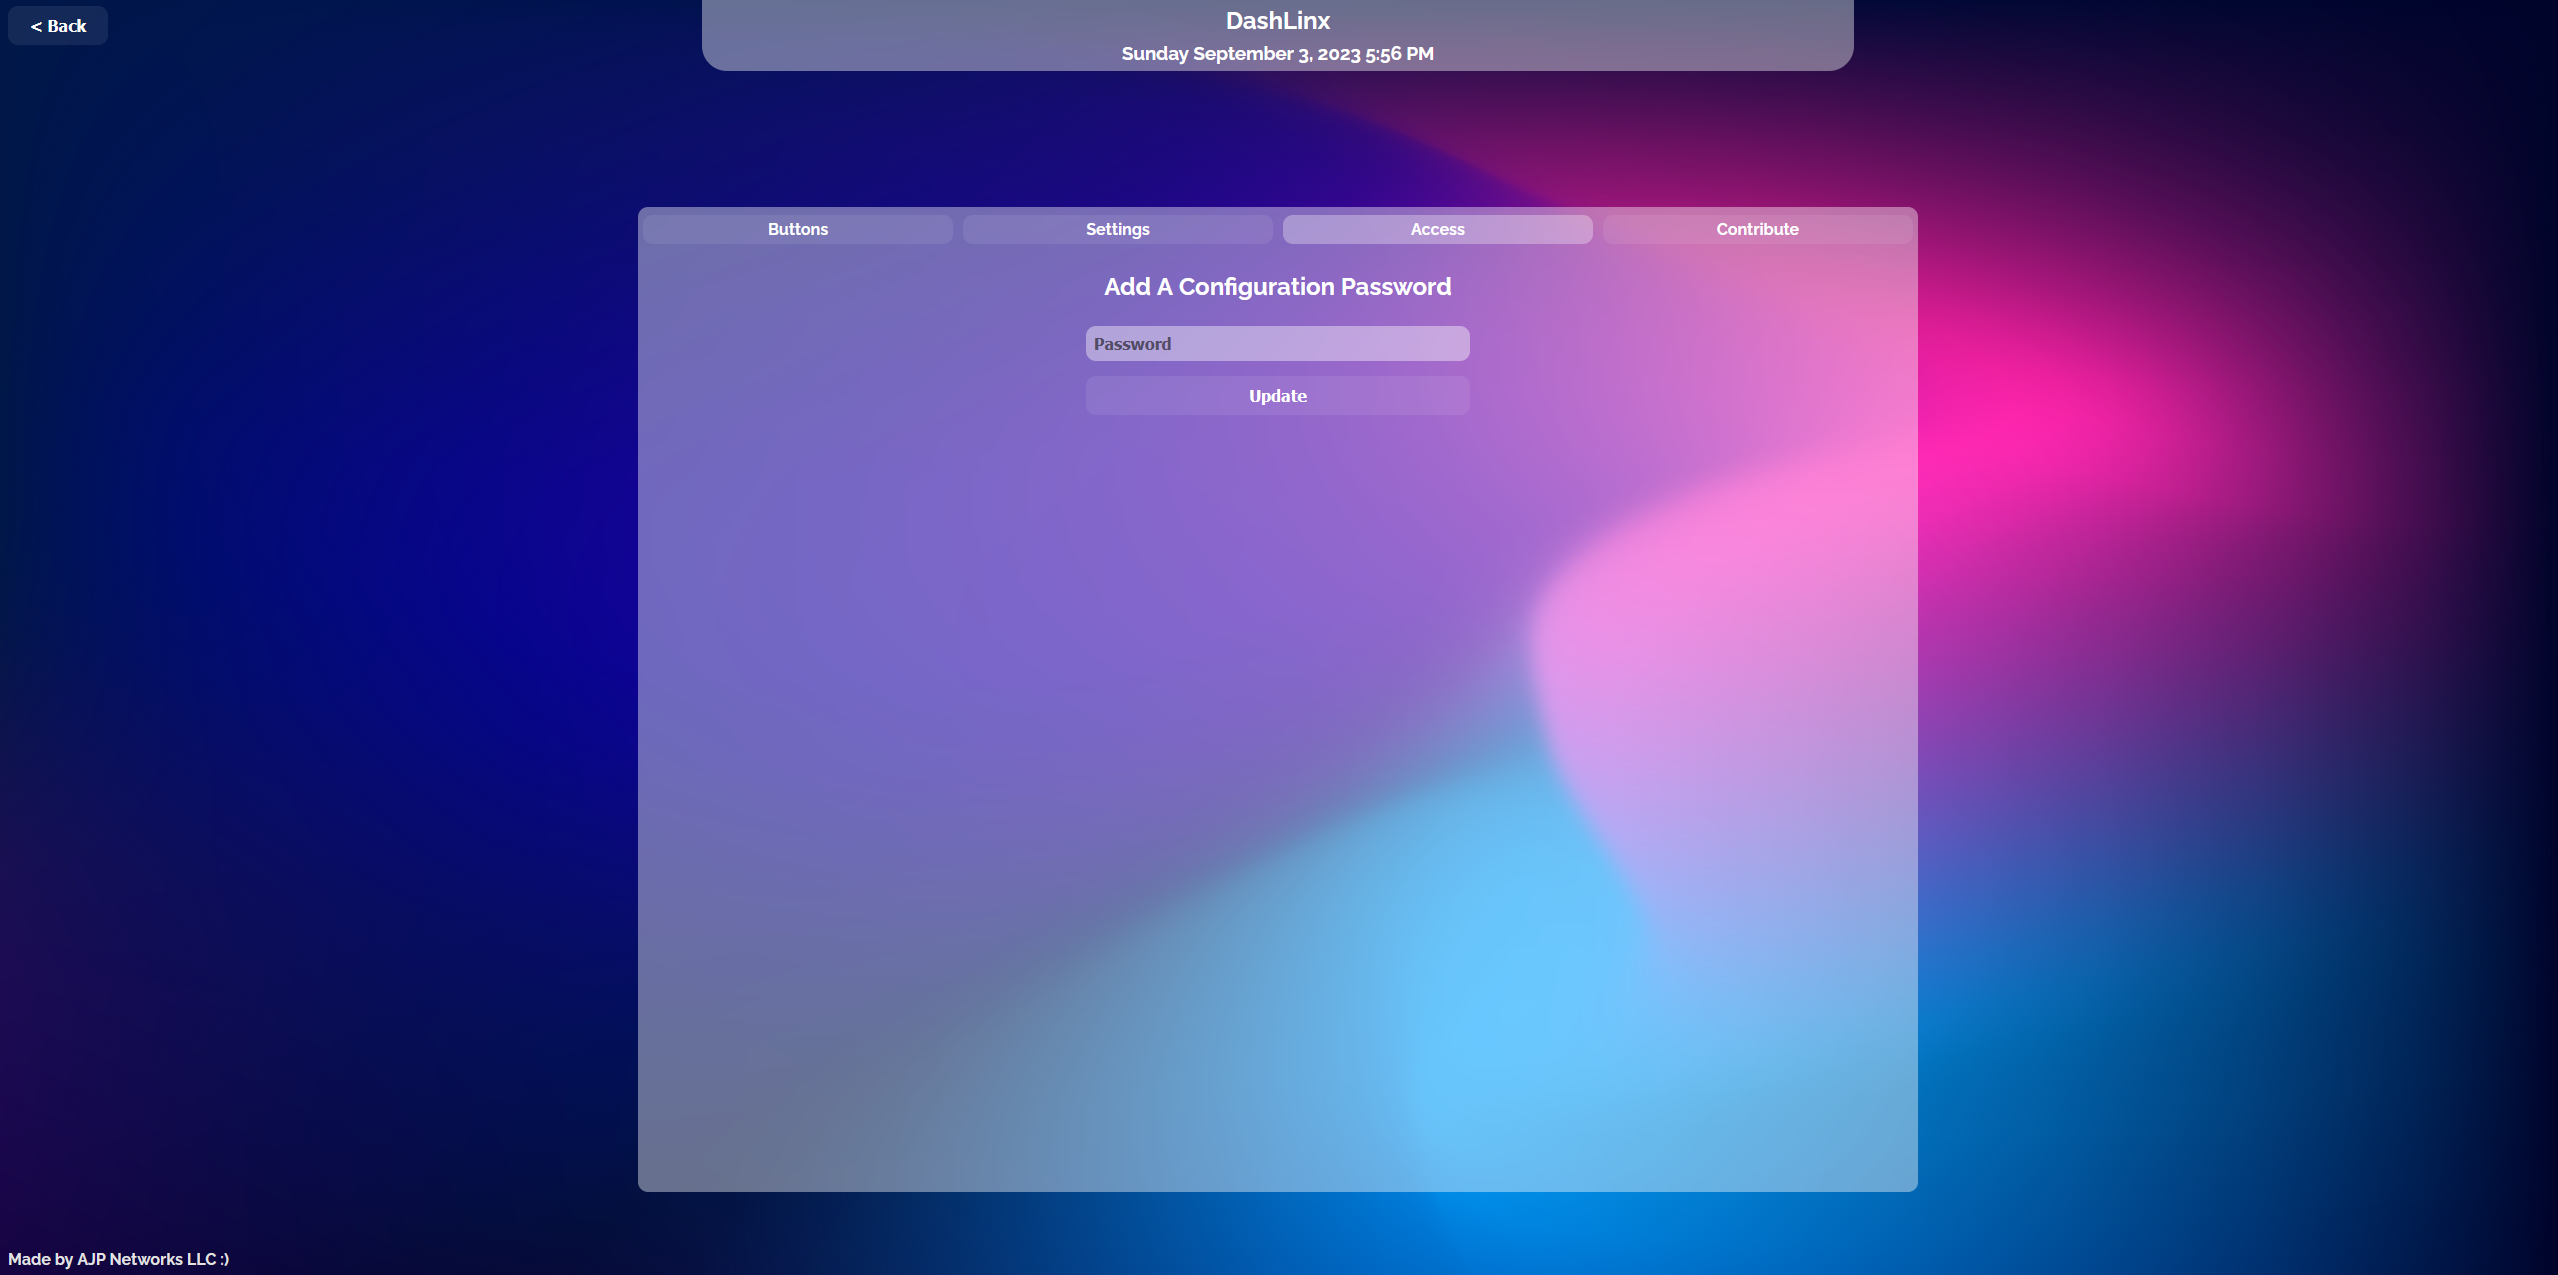 < Back
DashLinx
Sunday September 3, 2023 5:56 PM
Buttons
Settings
Access
Contribute
Add A Configuration Password
Password
Update
Made by AJP Networks LLC :)